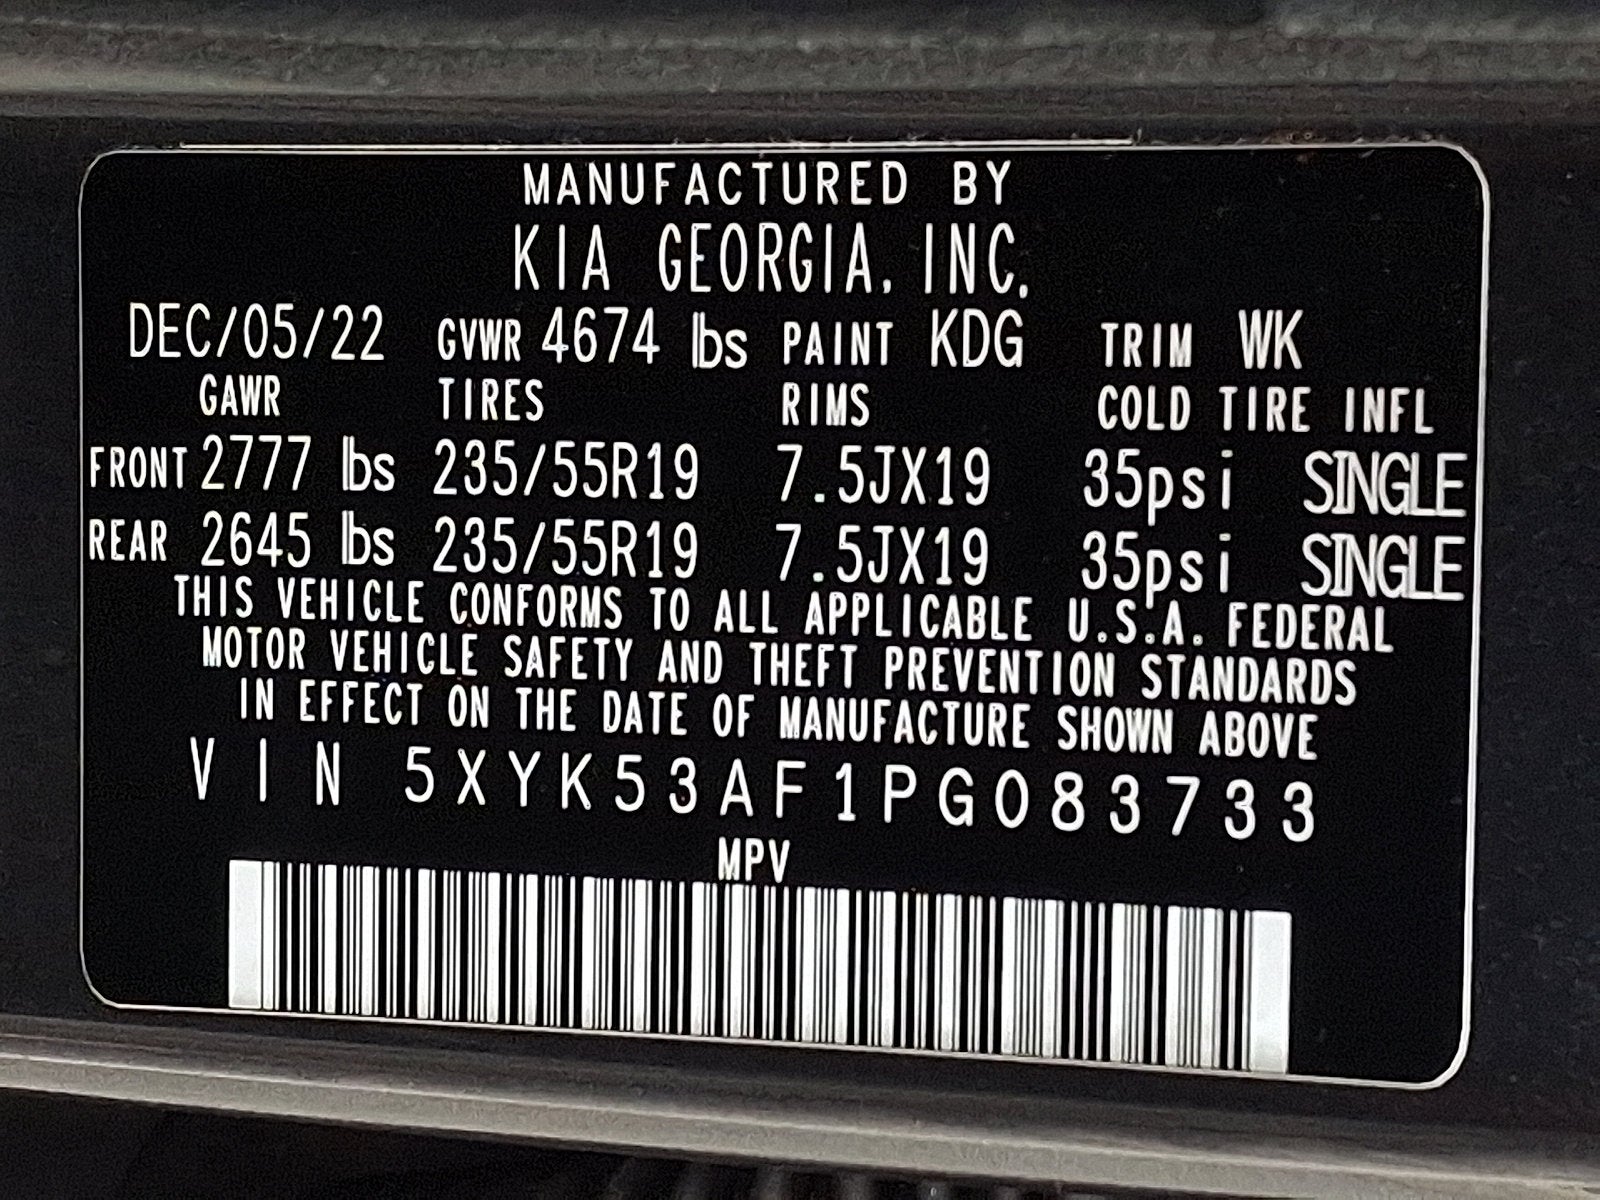 MANUFACTURED BY
KIA GEORGIA, INC.
DEC/05/22 GVWR 4674 lbs PAINT KDG TRIM WK
GAWR TIRES RIMS COLD TIRE INFL
FRONT 2777 lbs 235/55R19 7.5JX19 35psi SINGLE
REAR 2645 lbs 235/55R19 7.5JX19 35psi SINGLE
THIS VEHICLE CONFORMS TO ALL APPLICABLE U.S.A. FEDERAL
MOTOR VEHICLE SAFETY AND THEFT PREVENTION STANDARDS
IN EFFECT ON THE DATE OF MANUFACTURE SHOWN ABOVE
VIN 5XYK53AF1PG083733
MPV